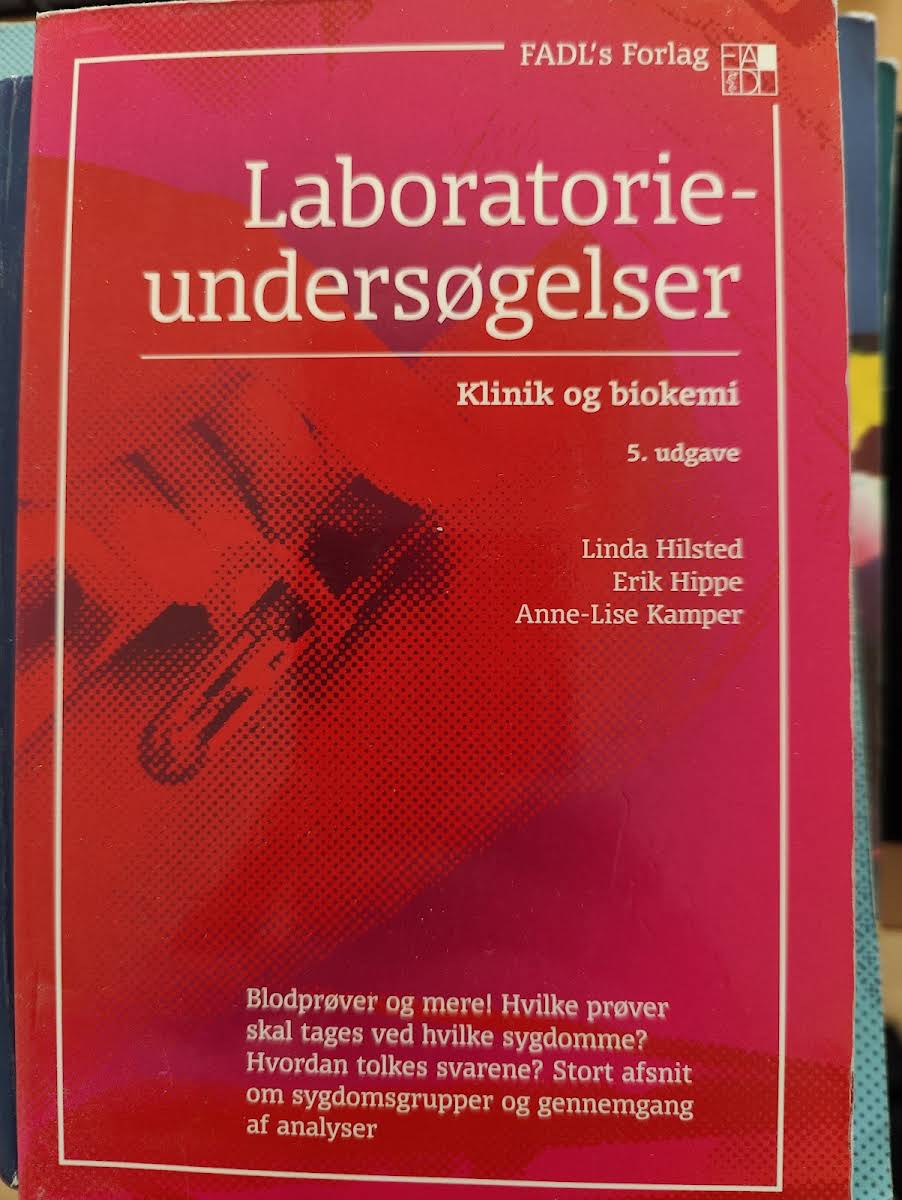 FADL's Forlag
FADL
Laboratorie-
undersøgelser
Klinik og biokemi
5. udgave
Linda Hilsted
Erik Hippe
Anne-Lise Kamper
Blodprøver og mere! Hvilke prøver
skal tages ved hvilke sygdomme?
Hvordan tolkes svarene? Stort afsnit
om sygdomsgrupper og gennemgang
af analyser